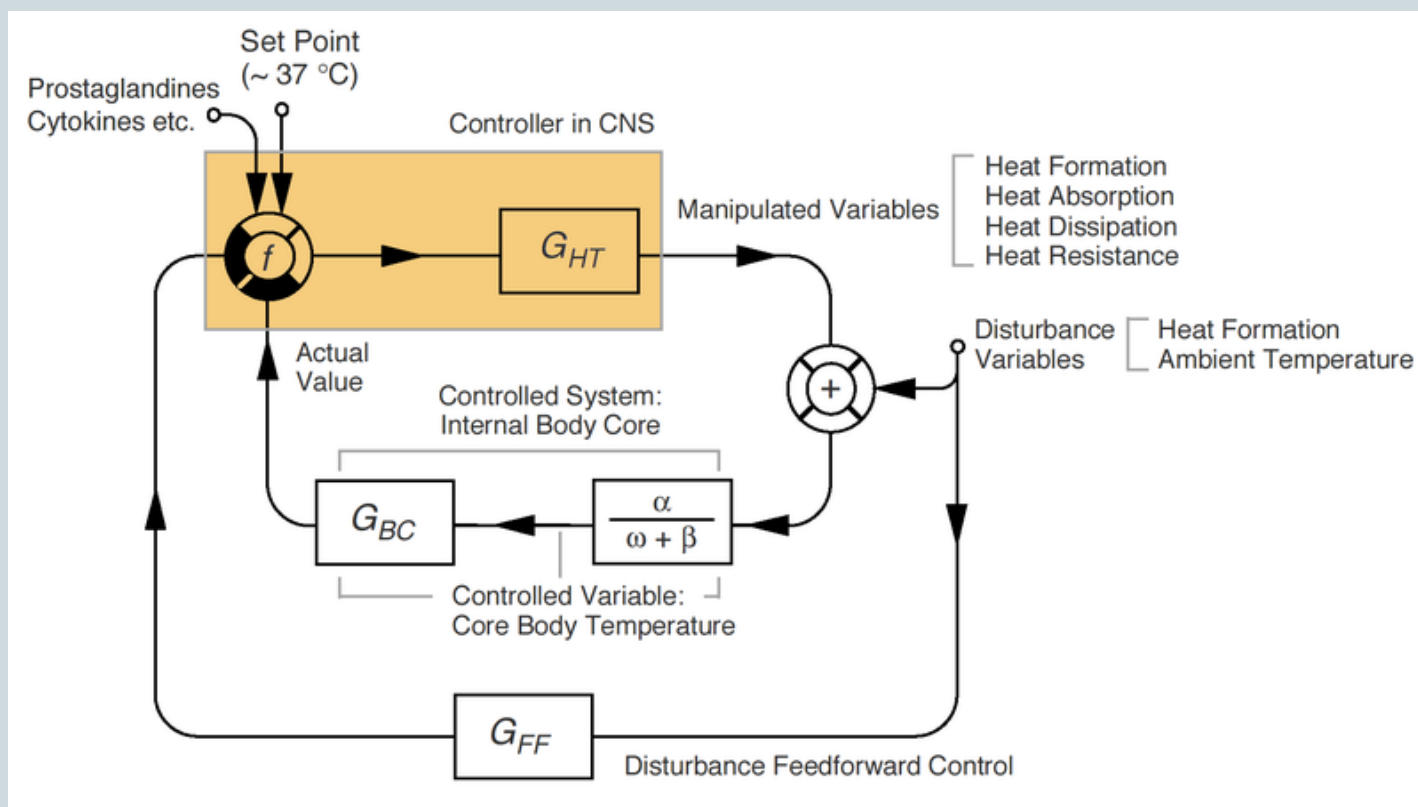 Set Point
(~ 37 °C)
Prostaglandines
Cytokines etc.
Controller in CNS
f
G_HT
Manipulated Variables
Heat Formation
Heat Absorption
Heat Dissipation
Heat Resistance
Actual
Value
Disturbance
Variables
Heat Formation
Ambient Temperature
+
Controlled System:
Internal Body Core
G_BC
α
ω + β
Controlled Variable:
Core Body Temperature
G_FF
Disturbance Feedforward Control